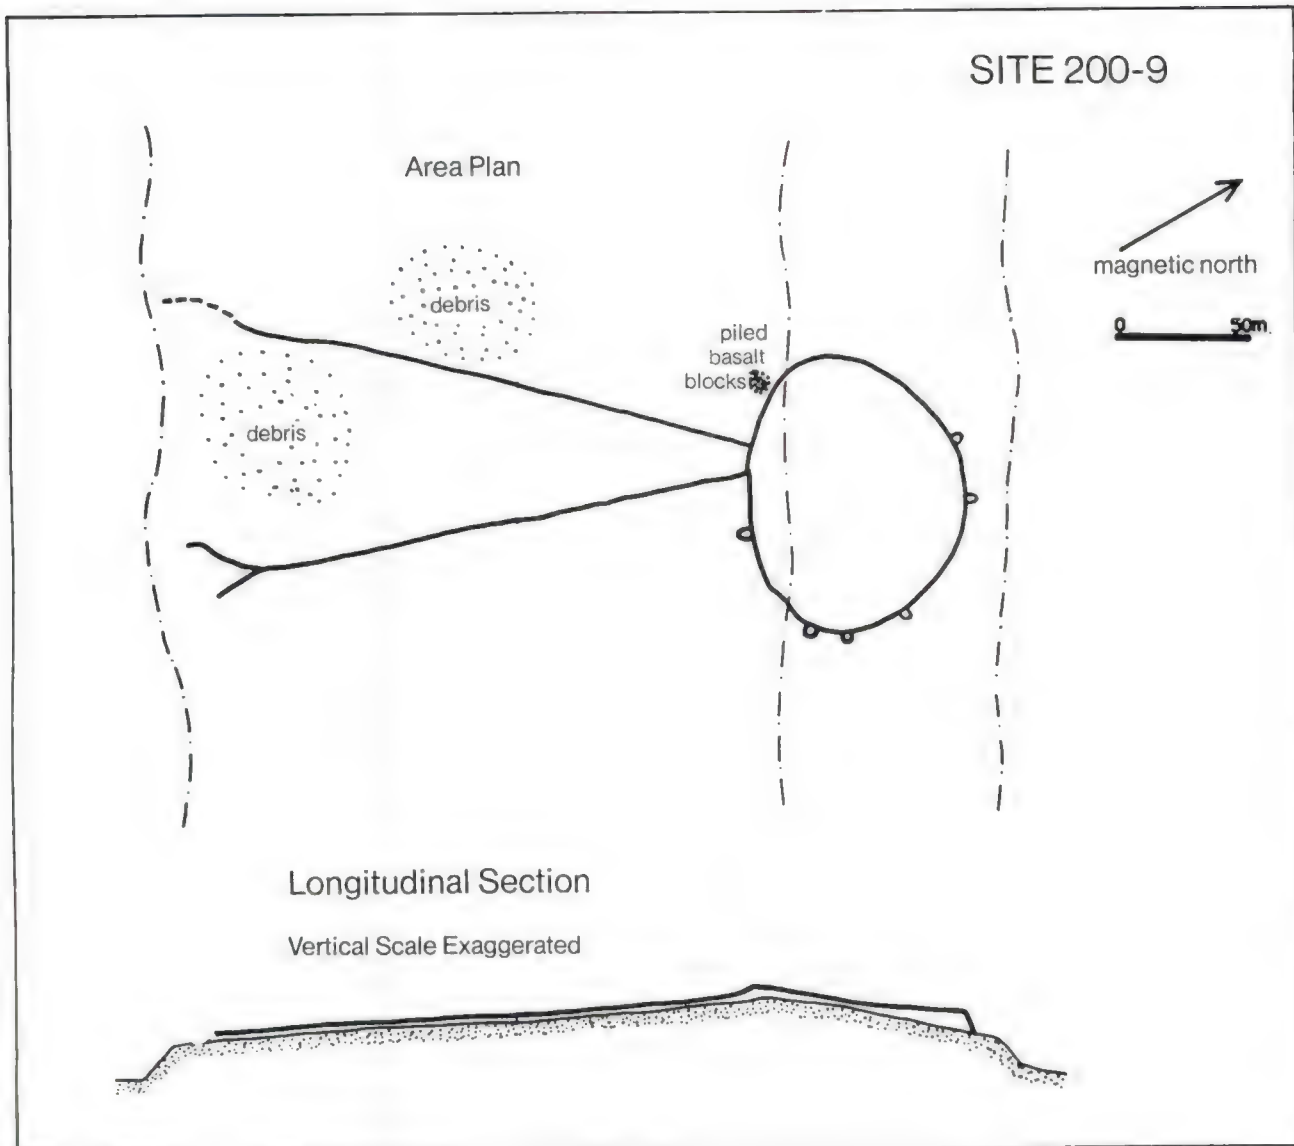 SITE 200-9
Area Plan
magnetic north
0 50m.
debris
piled
basalt
blocks
debris
Longitudinal Section
Vertical Scale Exaggerated